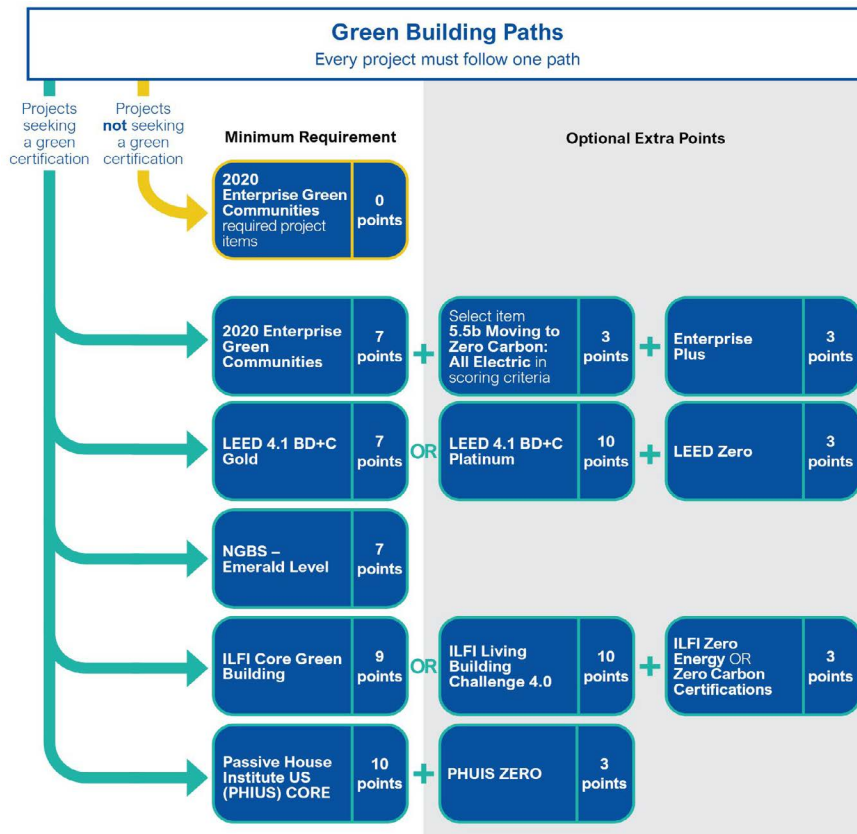 Green Building Paths
Every project must follow one path
Projects
seeking
a green
certification
Projects
not seeking
a green
certification
Minimum Requirement
Optional Extra Points
2020
Enterprise Green
Communities
required project
items
0
points
2020 Enterprise
Green
Communities
7
points
+
Select item
5.5b Moving to
Zero Carbon:
All Electric in
scoring criteria
3
points
+
Enterprise
Plus
3
points
LEED 4.1 BD+C
Gold
7
points
OR
LEED 4.1 BD+C
Platinum
10
points
+
LEED Zero
3
points
NGBS –
Emerald Level
7
points
ILFI Core Green
Building
9
points
OR
ILFI Living
Building
Challenge 4.0
10
points
+
ILFI Zero
Energy OR
Zero Carbon
Certifications
3
points
Passive House
Institute US
(PHIUS) CORE
10
points
+
PHUIS ZERO
3
points